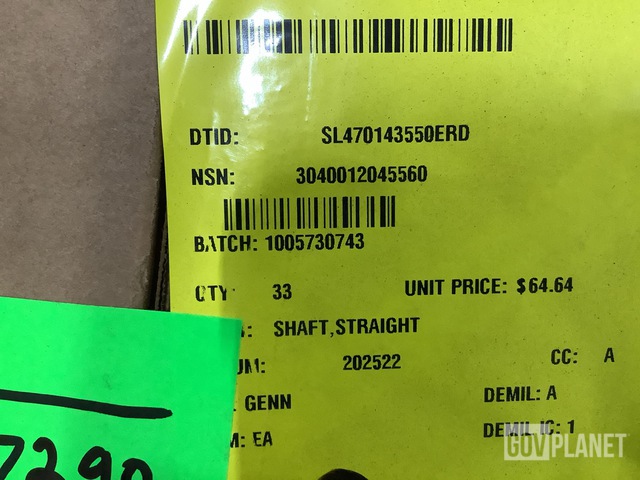 DTID: SL470143550ERD
NSN: 3040012045560
BATCH: 1005730743
QTY 33 UNIT PRICE: $64.64
SHAFT,STRAIGHT
202522 CC: A
GENN DEMIL: A
EA DEMIL IC: 1
7290
GOVPLANET